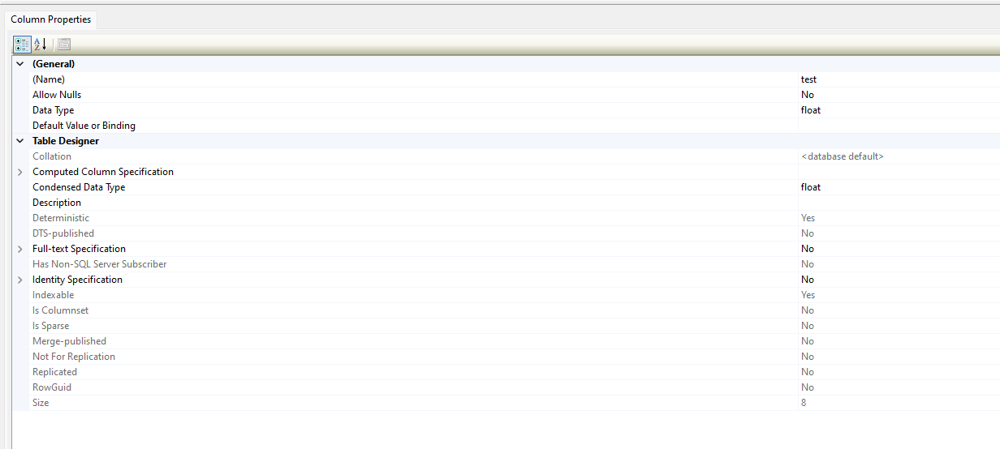 Column Properties
(General)
(Name) test
Allow Nulls No
Data Type float
Default Value or Binding
Table Designer
Collation <database default>
Computed Column Specification
Condensed Data Type float
Description
Deterministic Yes
DTS-published No
Full-text Specification No
Has Non-SQL Server Subscriber No
Identity Specification No
Indexable Yes
Is Columnset No
Is Sparse No
Merge-published No
Not For Replication No
Replicated No
RowGuid No
Size 8